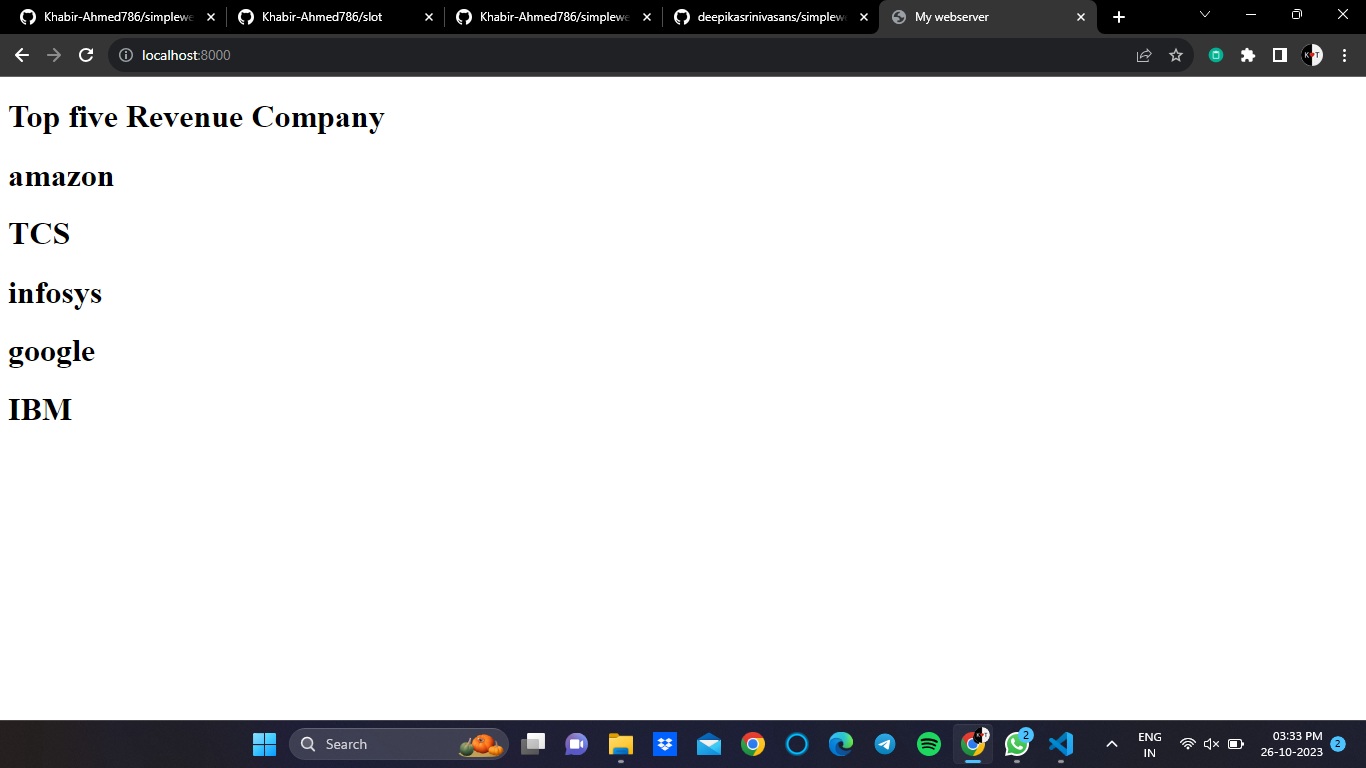 Khabir-Ahmed786/simplewe
Khabir-Ahmed786/slot
Khabir-Ahmed786/simplewe
deepikasrinivasans/simplewe
My webserver
localhost:8000
Top five Revenue Company
amazon
TCS
infosys
google
IBM
Search
2
ENG
IN
03:33 PM
26-10-2023
2